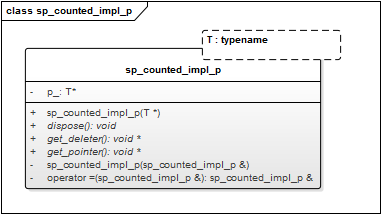 class sp_counted_impl_p
T : typename
sp_counted_impl_p
- p_: T*
+ sp_counted_impl_p(T *)
+ dispose(): void
+ get_deleter(): void *
+ get_pointer(): void *
- sp_counted_impl_p(sp_counted_impl_p &)
- operator =(sp_counted_impl_p &): sp_counted_impl_p &